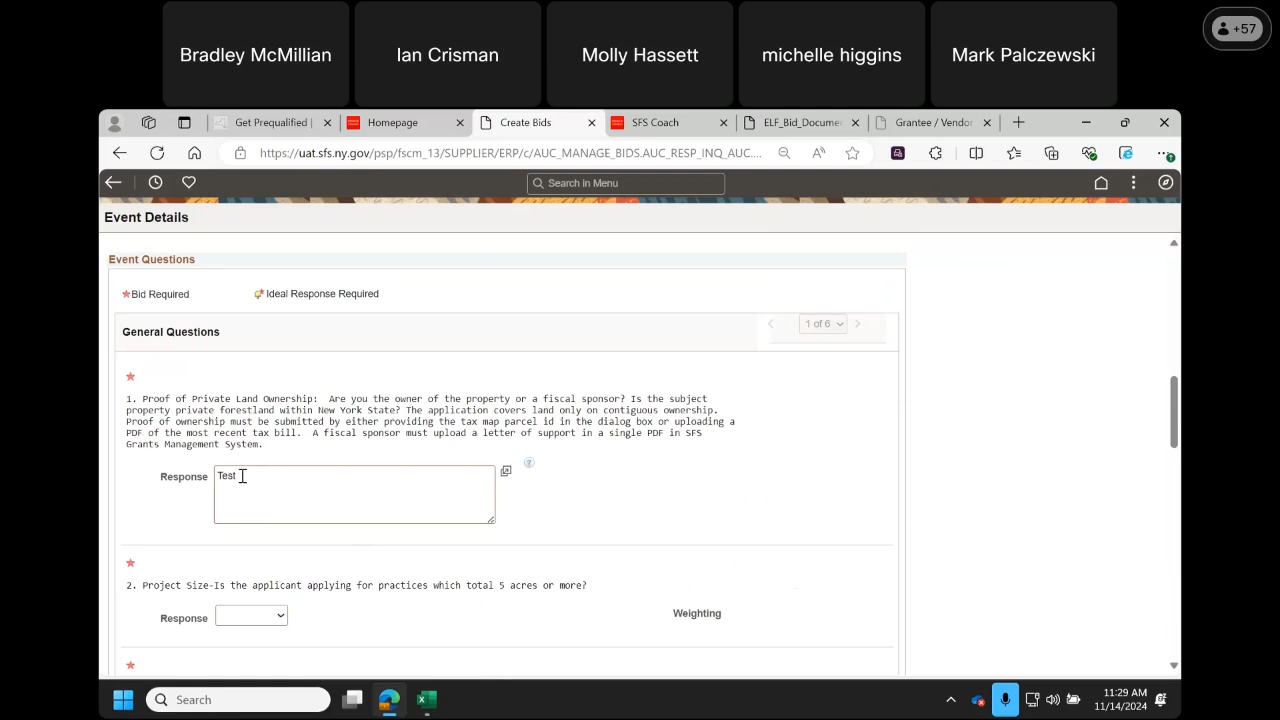 Bradley McMillian
Ian Crisman
Molly Hassett
michelle higgins
Mark Palczewski
+57
Get Prequalified |
Homepage
Create Bids
SFS Coach
ELF_Bid_Docume
Grantee / Vendor
https://uat.sfs.ny.gov/psp/fscm_13/SUPPLIER/ERP/c/AUC_MANAGE_BIDS.AUC_RESP_INQ_AUC....
Search in Menu
Event Details
Event Questions
Bid Required
Ideal Response Required
General Questions
1 of 6
1. Proof of Private Land Ownership: Are you the owner of the property or a fiscal sponsor? Is the subject
property private forestland within New York State? The application covers land only on contiguous ownership.
Proof of ownership must be submitted by either providing the tax map parcel id in the dialog box or uploading a
PDF of the most recent tax bill. A fiscal sponsor must upload a letter of support in a single PDF in SFS
Grants Management System.
Response
Test
2. Project Size-Is the applicant applying for practices which total 5 acres or more?
Response
Weighting
Search
11:29 AM
11/14/2024